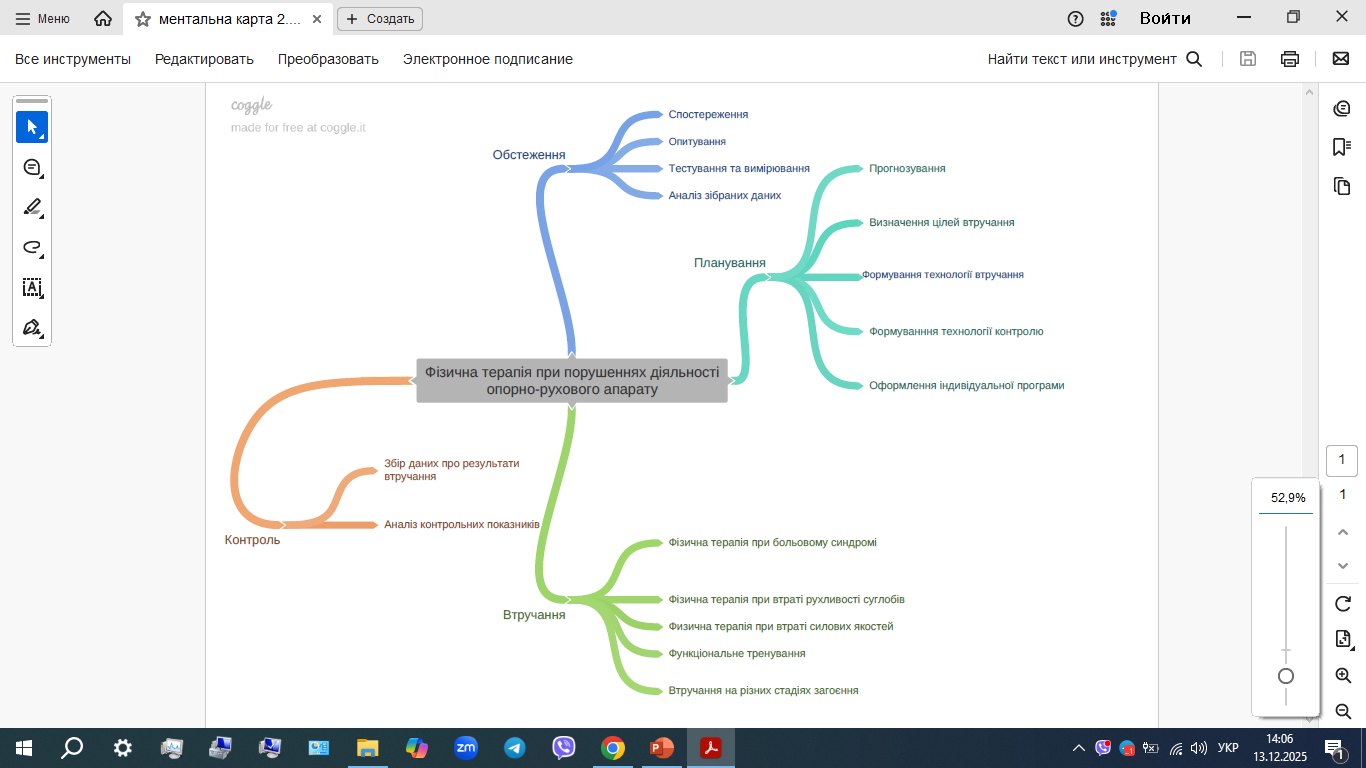 Меню
ментальна карта 2....
Создать
Войти
Все инструменты
Редактировать
Преобразовать
Электронное подписание
Найти текст или инструмент
coggle
made for free at coggle.it
Обстеження
Спостереження
Опитування
Тестування та вимірювання
Аналіз зібраних даних
Планування
Прогнозування
Визначення цілей втручання
Формування технології втручання
Формуванння технології контролю
Оформлення індивідуальної програми
Фізична терапія при порушеннях діяльності
опорно-рухового апарату
Збір даних про результати
втручання
Аналіз контрольних показників
Контроль
Втручання
Фізична терапія при больовому синдромі
Фізична терапія при втраті рухливості суглобів
Физична терапія при втраті силових якостей
Функціональне тренування
Втручання на різних стадіях загоєння
1
1
52,9%
zm
УКР
14:06
13.12.2025
1